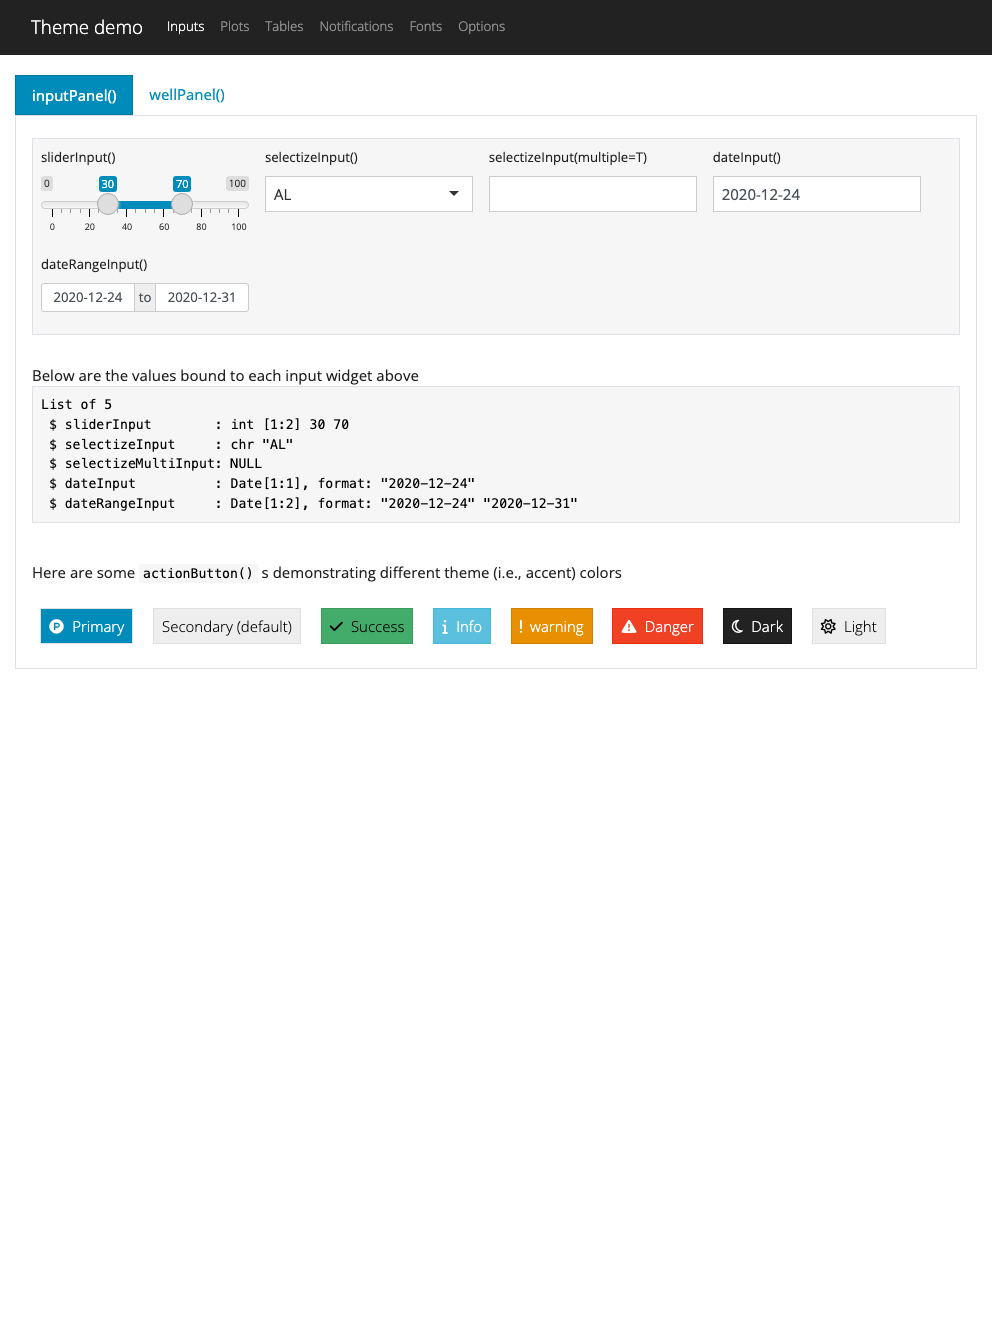 Theme demo Inputs Plots Tables Notifications Fonts Options
inputPanel() wellPanel()
sliderInput() selectizeInput() selectizeInput(multiple=T) dateInput()
0 30 70 100
AL 2020-12-24
0 20 40 60 80 100
dateRangeInput()
2020-12-24 to 2020-12-31
Below are the values bound to each input widget above
List of 5
$ sliderInput : int [1:2] 30 70
$ selectizeInput : chr "AL"
$ selectizeMultiInput: NULL
$ dateInput : Date[1:1], format: "2020-12-24"
$ dateRangeInput : Date[1:2], format: "2020-12-24" "2020-12-31"
Here are some actionButton() s demonstrating different theme (i.e., accent) colors
P Primary Secondary (default) Success i Info ! warning Danger Dark Light